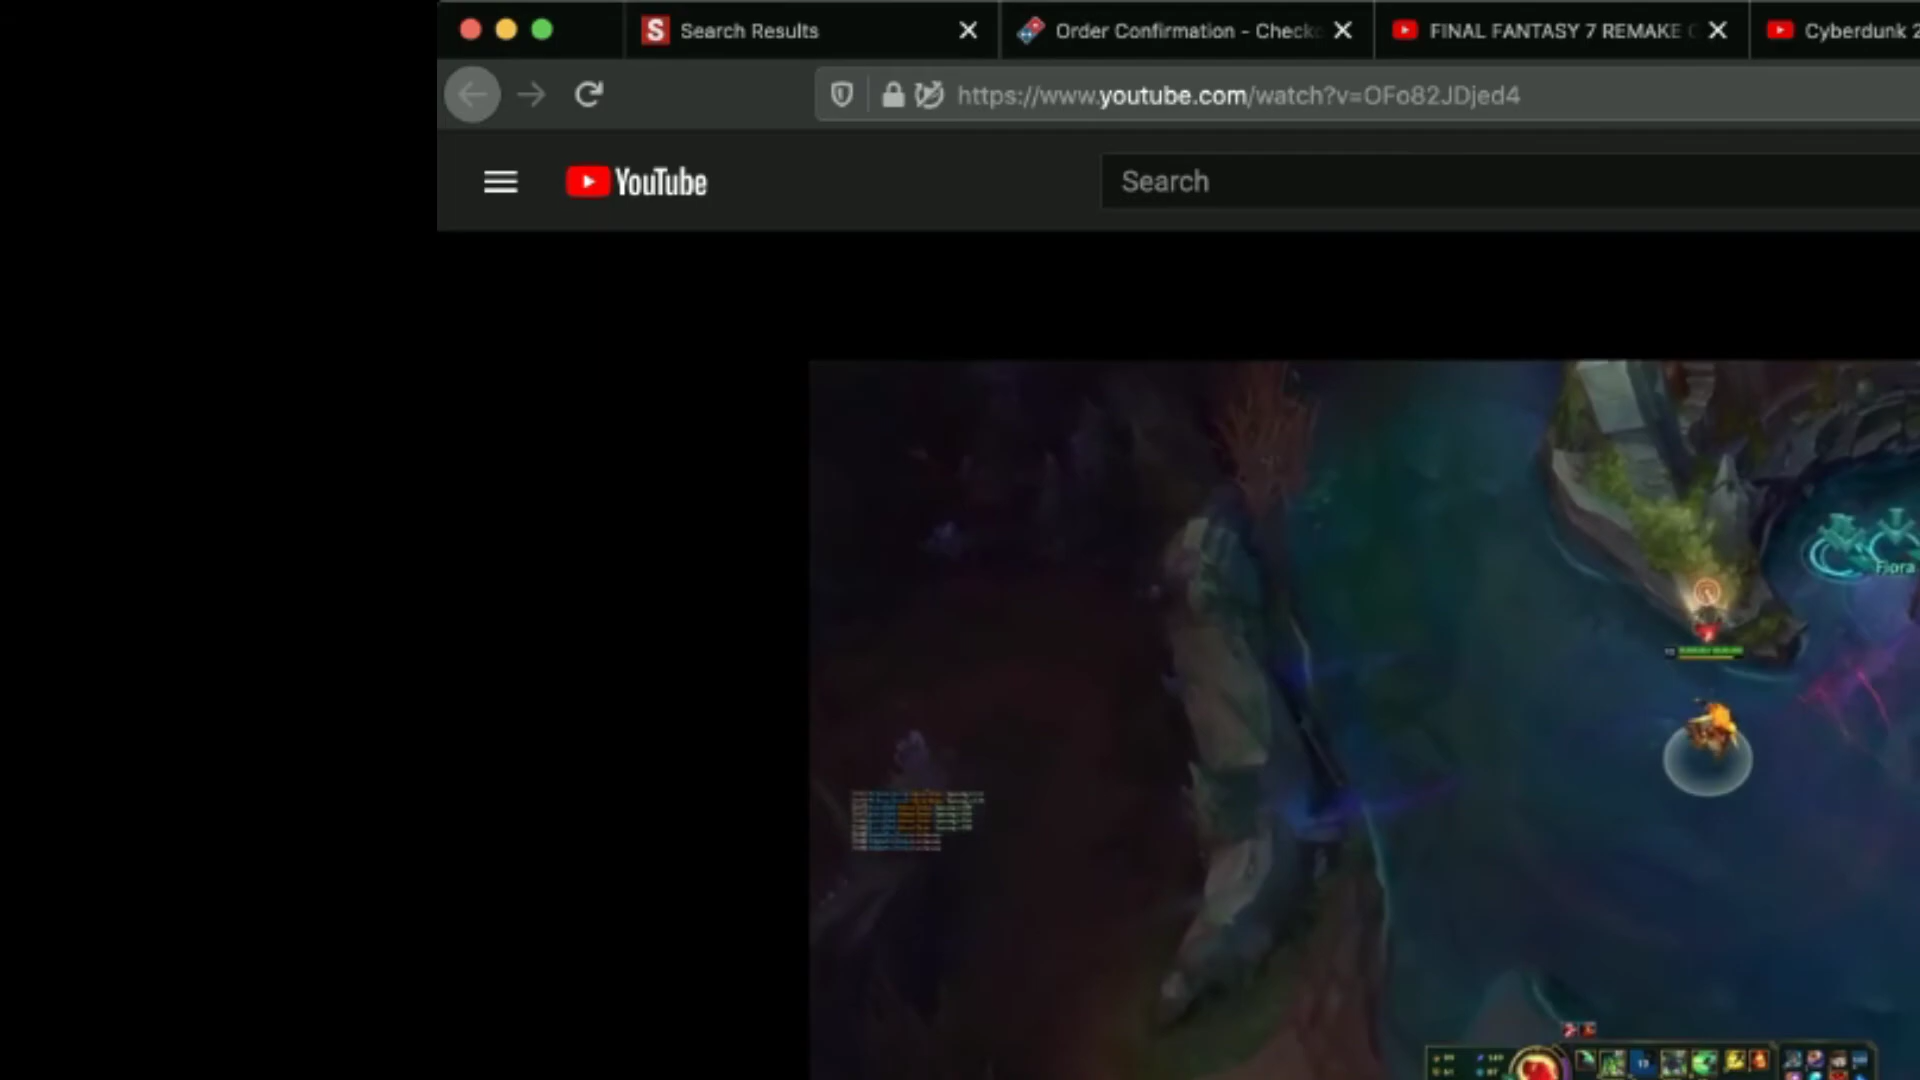 Search Results
Order Confirmation - Check
FINAL FANTASY 7 REMAKE
Cyberdunk 2
https://www.youtube.com/watch?v=OFo82JDjed4
YouTube
Search
Fiora